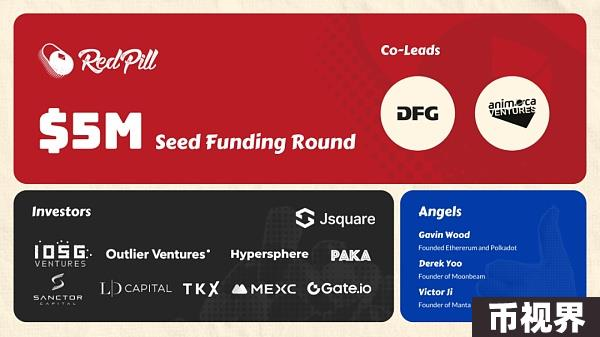 RedPill
$5M Seed Funding Round
Co-Leads
DFG
animoca
VENTURES
Investors
Jsquare
IOSG
VENTURES
Outlier Ventures
Hypersphere
PAKA
SANCTOR
CAPITAL
LD CAPITAL
TKX
MEXC
Gate.io
Angels
Gavin Wood
Founded Ethererum and Polkadot
Derek Yoo
Founder of Moonbeam
Victor Ji
Founder of Manta
币视界